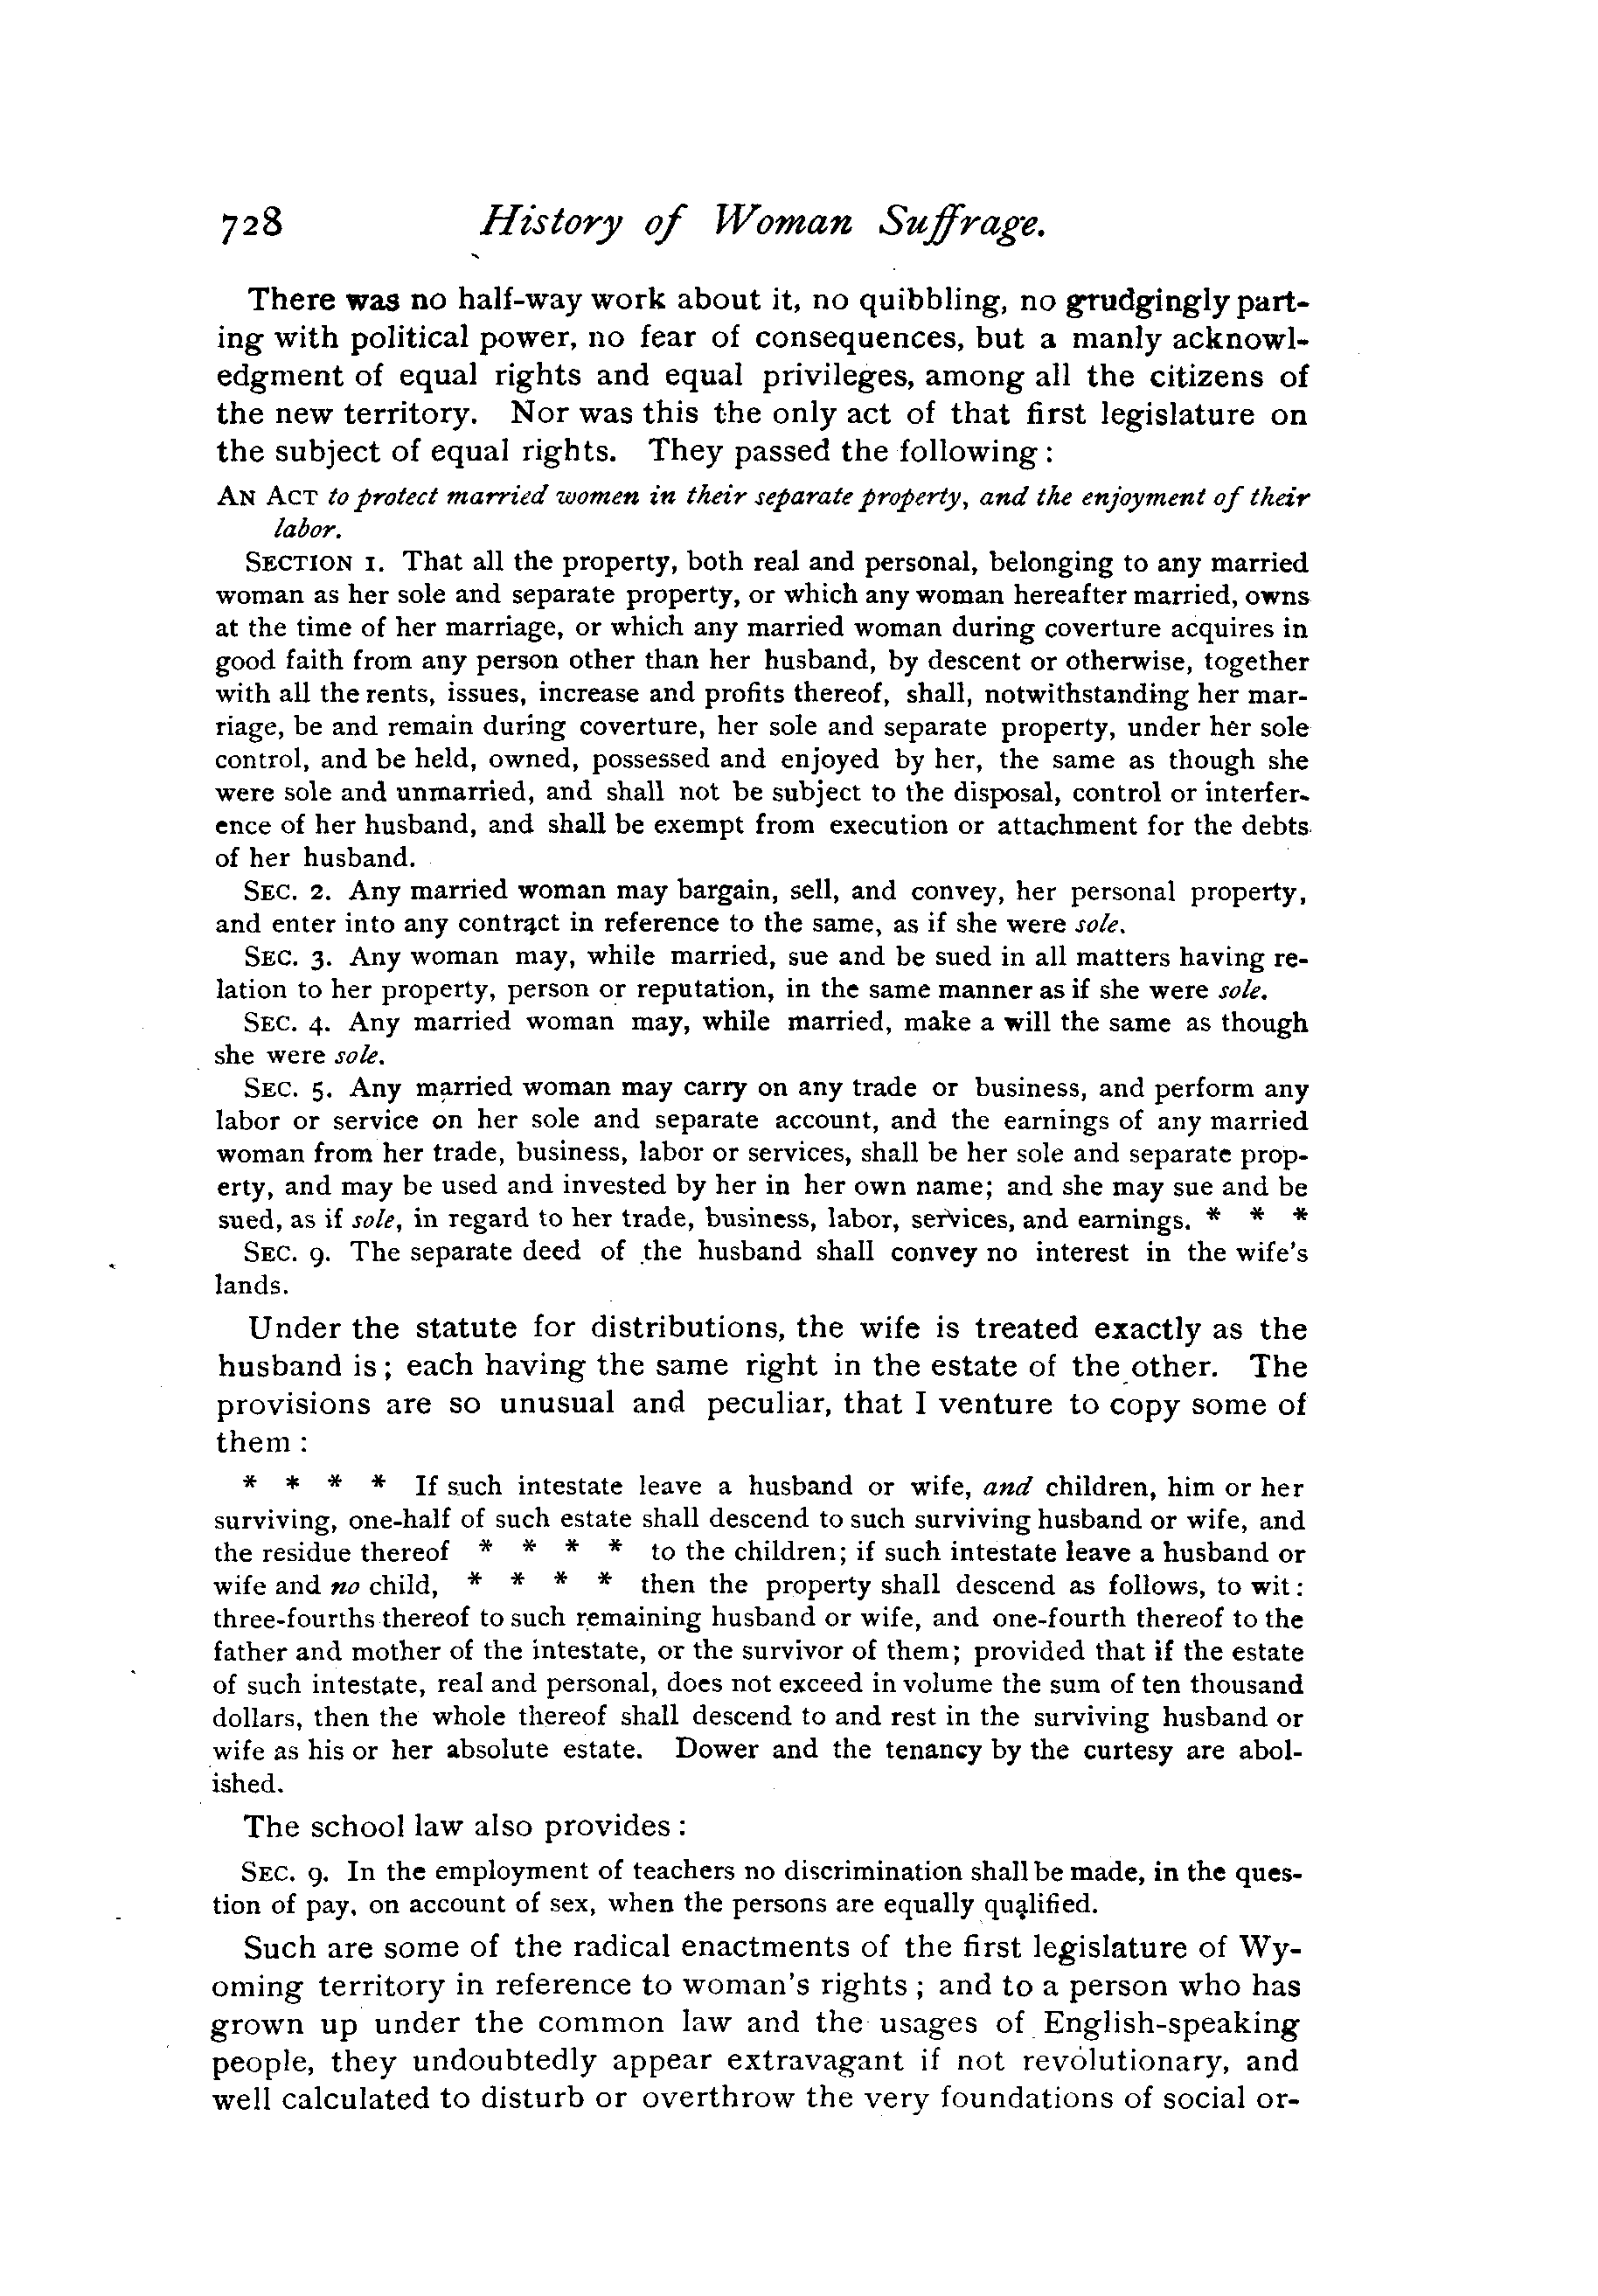 728 History of Woman Suffrage.
There was no half-way work about it, no quibbling, no grudgingly part-
ing with political power, no fear of consequences, but a manly acknowl-
edgment of equal rights and equal privileges, among all the citizens of
the new territory. Nor was this the only act of that first legislature on
the subject of equal rights. They passed the following:
AN ACT to protect married women in their separate property, and the enjoyment of their
labor.
SECTION 1. That all the property, both real and personal, belonging to any married
woman as her sole and separate property, or which any woman hereafter married, owns
at the time of her marriage, or which any married woman during coverture acquires in
good faith from any person other than her husband, by descent or otherwise, together
with all the rents, issues, increase and profits thereof, shall, notwithstanding her mar-
riage, be and remain during coverture, her sole and separate property, under her sole
control, and be held, owned, possessed and enjoyed by her, the same as though she
were sole and unmarried, and shall not be subject to the disposal, control or interfer-
ence of her husband, and shall be exempt from execution or attachment for the debts
of her husband.
SEC. 2. Any married woman may bargain, sell, and convey, her personal property,
and enter into any contract in reference to the same, as if she were sole.
SEC. 3. Any woman may, while married, sue and be sued in all matters having re-
lation to her property, person or reputation, in the same manner as if she were sole.
SEC. 4. Any married woman may, while married, make a will the same as though
she were sole.
SEC. 5. Any married woman may carry on any trade or business, and perform any
labor or service on her sole and separate account, and the earnings of any married
woman from her trade, business, labor or services, shall be her sole and separate prop-
erty, and may be used and invested by her in her own name; and she may sue and be
sued, as if sole, in regard to her trade, business, labor, services, and earnings. * * *
SEC. 9. The separate deed of the husband shall convey no interest in the wife's
lands.
Under the statute for distributions, the wife is treated exactly as the
husband is; each having the same right in the estate of the other. The
provisions are so unusual and peculiar, that I venture to copy some of
them:
* * * * If such intestate leave a husband or wife, and children, him or her
surviving, one-half of such estate shall descend to such surviving husband or wife, and
the residue thereof * * * * to the children; if such intestate leave a husband or
wife and no child, * * * * then the property shall descend as follows, to wit:
three-fourths thereof to such remaining husband or wife, and one-fourth thereof to the
father and mother of the intestate, or the survivor of them; provided that if the estate
of such intestate, real and personal, does not exceed in volume the sum of ten thousand
dollars, then the whole thereof shall descend to and rest in the surviving husband or
wife as his or her absolute estate. Dower and the tenancy by the curtesy are abol-
ished.
The school law also provides:
SEC. 9. In the employment of teachers no discrimination shall be made, in the ques-
tion of pay, on account of sex, when the persons are equally qualified.
Such are some of the radical enactments of the first legislature of Wy-
oming territory in reference to woman's rights; and to a person who has
grown up under the common law and the usages of English-speaking
people, they undoubtedly appear extravagant if not revolutionary, and
well calculated to disturb or overthrow the very foundations of social or-